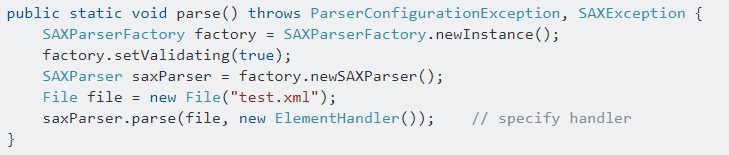 public static void parse() throws ParserConfigurationException, SAXException {
    SAXParserFactory factory = SAXParserFactory.newInstance();
    factory.setValidating(true);
    SAXParser saxParser = factory.newSAXParser();
    File file = new File("test.xml");
    saxParser.parse(file, new ElementHandler());    // specify handler
}